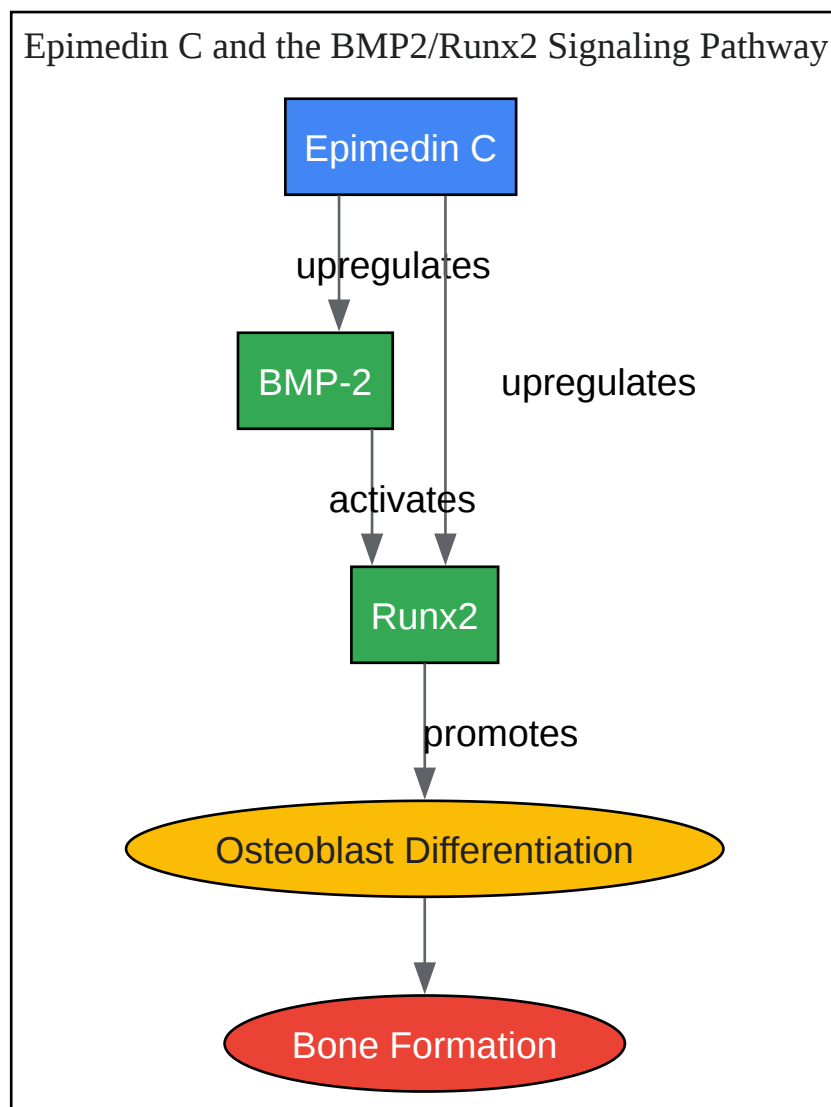 Epimedin C and the BMP2/Runx2 Signaling Pathway
Epimedin C
upregulates
BMP-2
upregulates
activates
Runx2
promotes
Osteoblast Differentiation
Bone Formation